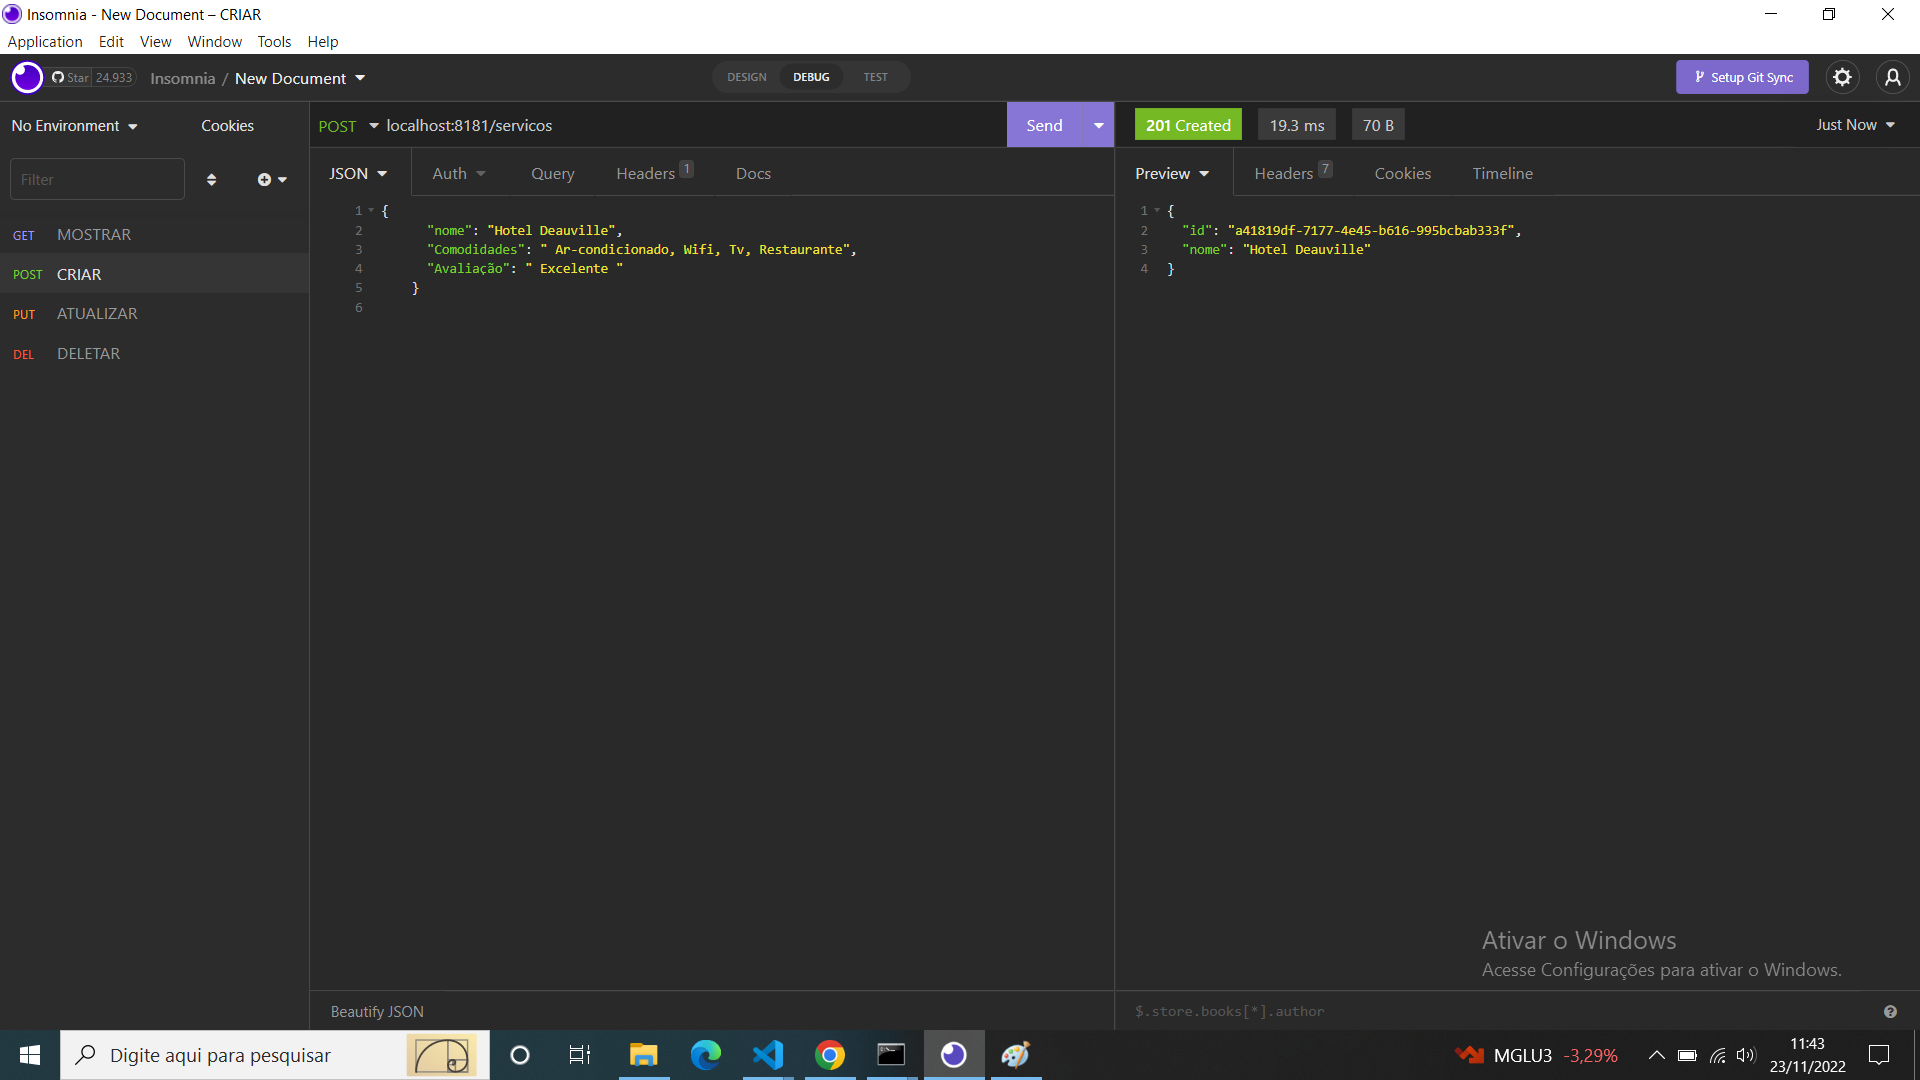 Insomnia - New Document – CRIAR
Application Edit View Window Tools Help
Star 24.933 Insomnia / New Document DESIGN DEBUG TEST Setup Git Sync
No Environment Cookies
Filter
GET MOSTRAR
POST CRIAR
PUT ATUALIZAR
DEL DELETAR
POST localhost:8181/servicos Send
JSON Auth Query Headers 1 Docs
1 {
2 "nome": "Hotel Deauville",
3 "Comodidades": " Ar-condicionado, Wifi, Tv, Restaurante",
4 "Avaliação": " Excelente "
5 }
6
Beautify JSON
201 Created 19.3 ms 70 B Just Now
Preview Headers 7 Cookies Timeline
1 {
2 "id": "a41819df-7177-4e45-b616-995bcbab333f",
3 "nome": "Hotel Deauville"
4 }
Ativar o Windows
Acesse Configurações para ativar o Windows.
$.store.books[*].author
Digite aqui para pesquisar
MGLU3 -3,29%
11:43
23/11/2022